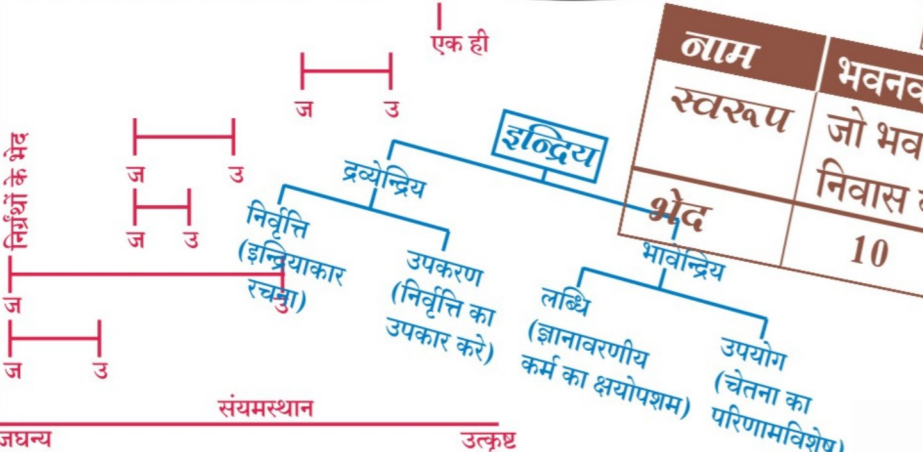 एक ही
ज उ
ज उ
ज उ
निर्ग्रंथों के भेद
ज उ
ज उ
संयमस्थान
जघन्य उत्कृष्ट
इन्द्रिय
द्रव्येन्द्रिय
निर्वृत्ति
(इन्द्रियाकार
रचना)
उपकरण
(निर्वृत्ति का
उपकार करे)
भावेन्द्रिय
लब्धि
(ज्ञानावरणीय
कर्म का क्षयोपशम)
उपयोग
(चेतना का
परिणामविशेष)
नाम
स्वरूप जो भव
निवास
भेद 10